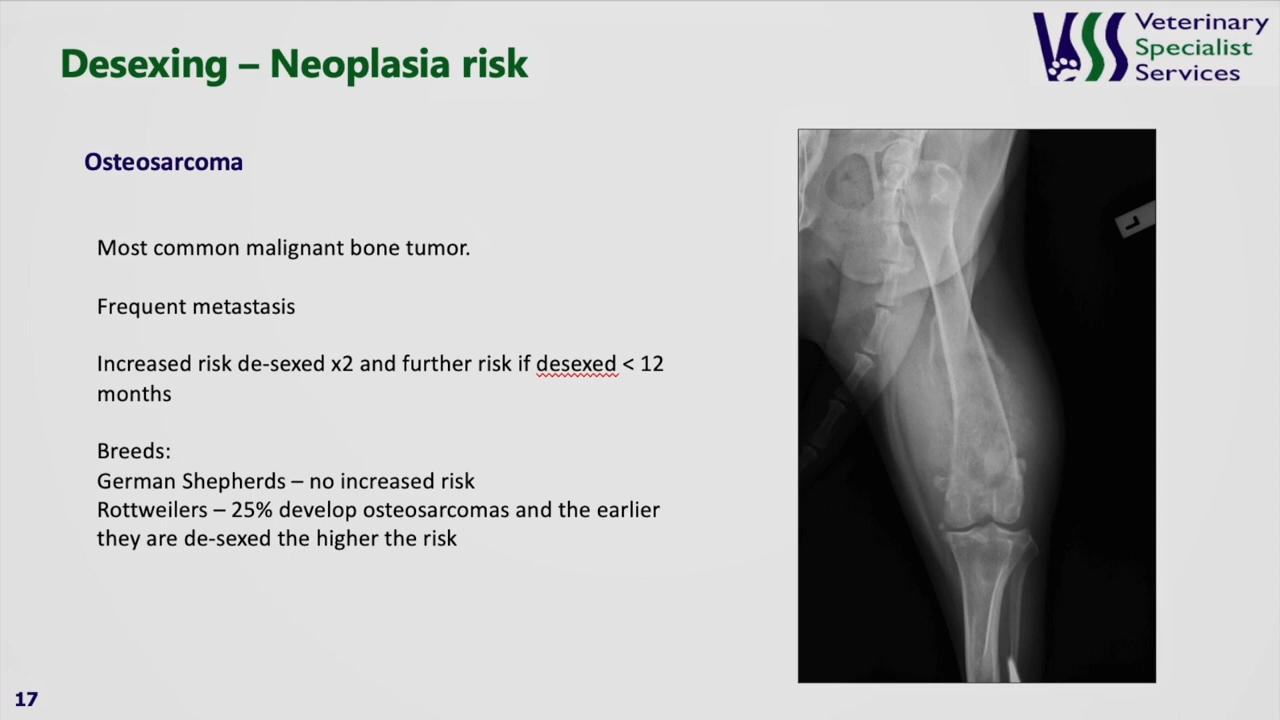 Desexing – Neoplasia risk
Veterinary
Specialist
Services
Osteosarcoma
Most common malignant bone tumor.
Frequent metastasis
Increased risk de-sexed x2 and further risk if desexed < 12
months
Breeds:
German Shepherds – no increased risk
Rottweilers – 25% develop osteosarcomas and the earlier
they are de-sexed the higher the risk
L
17